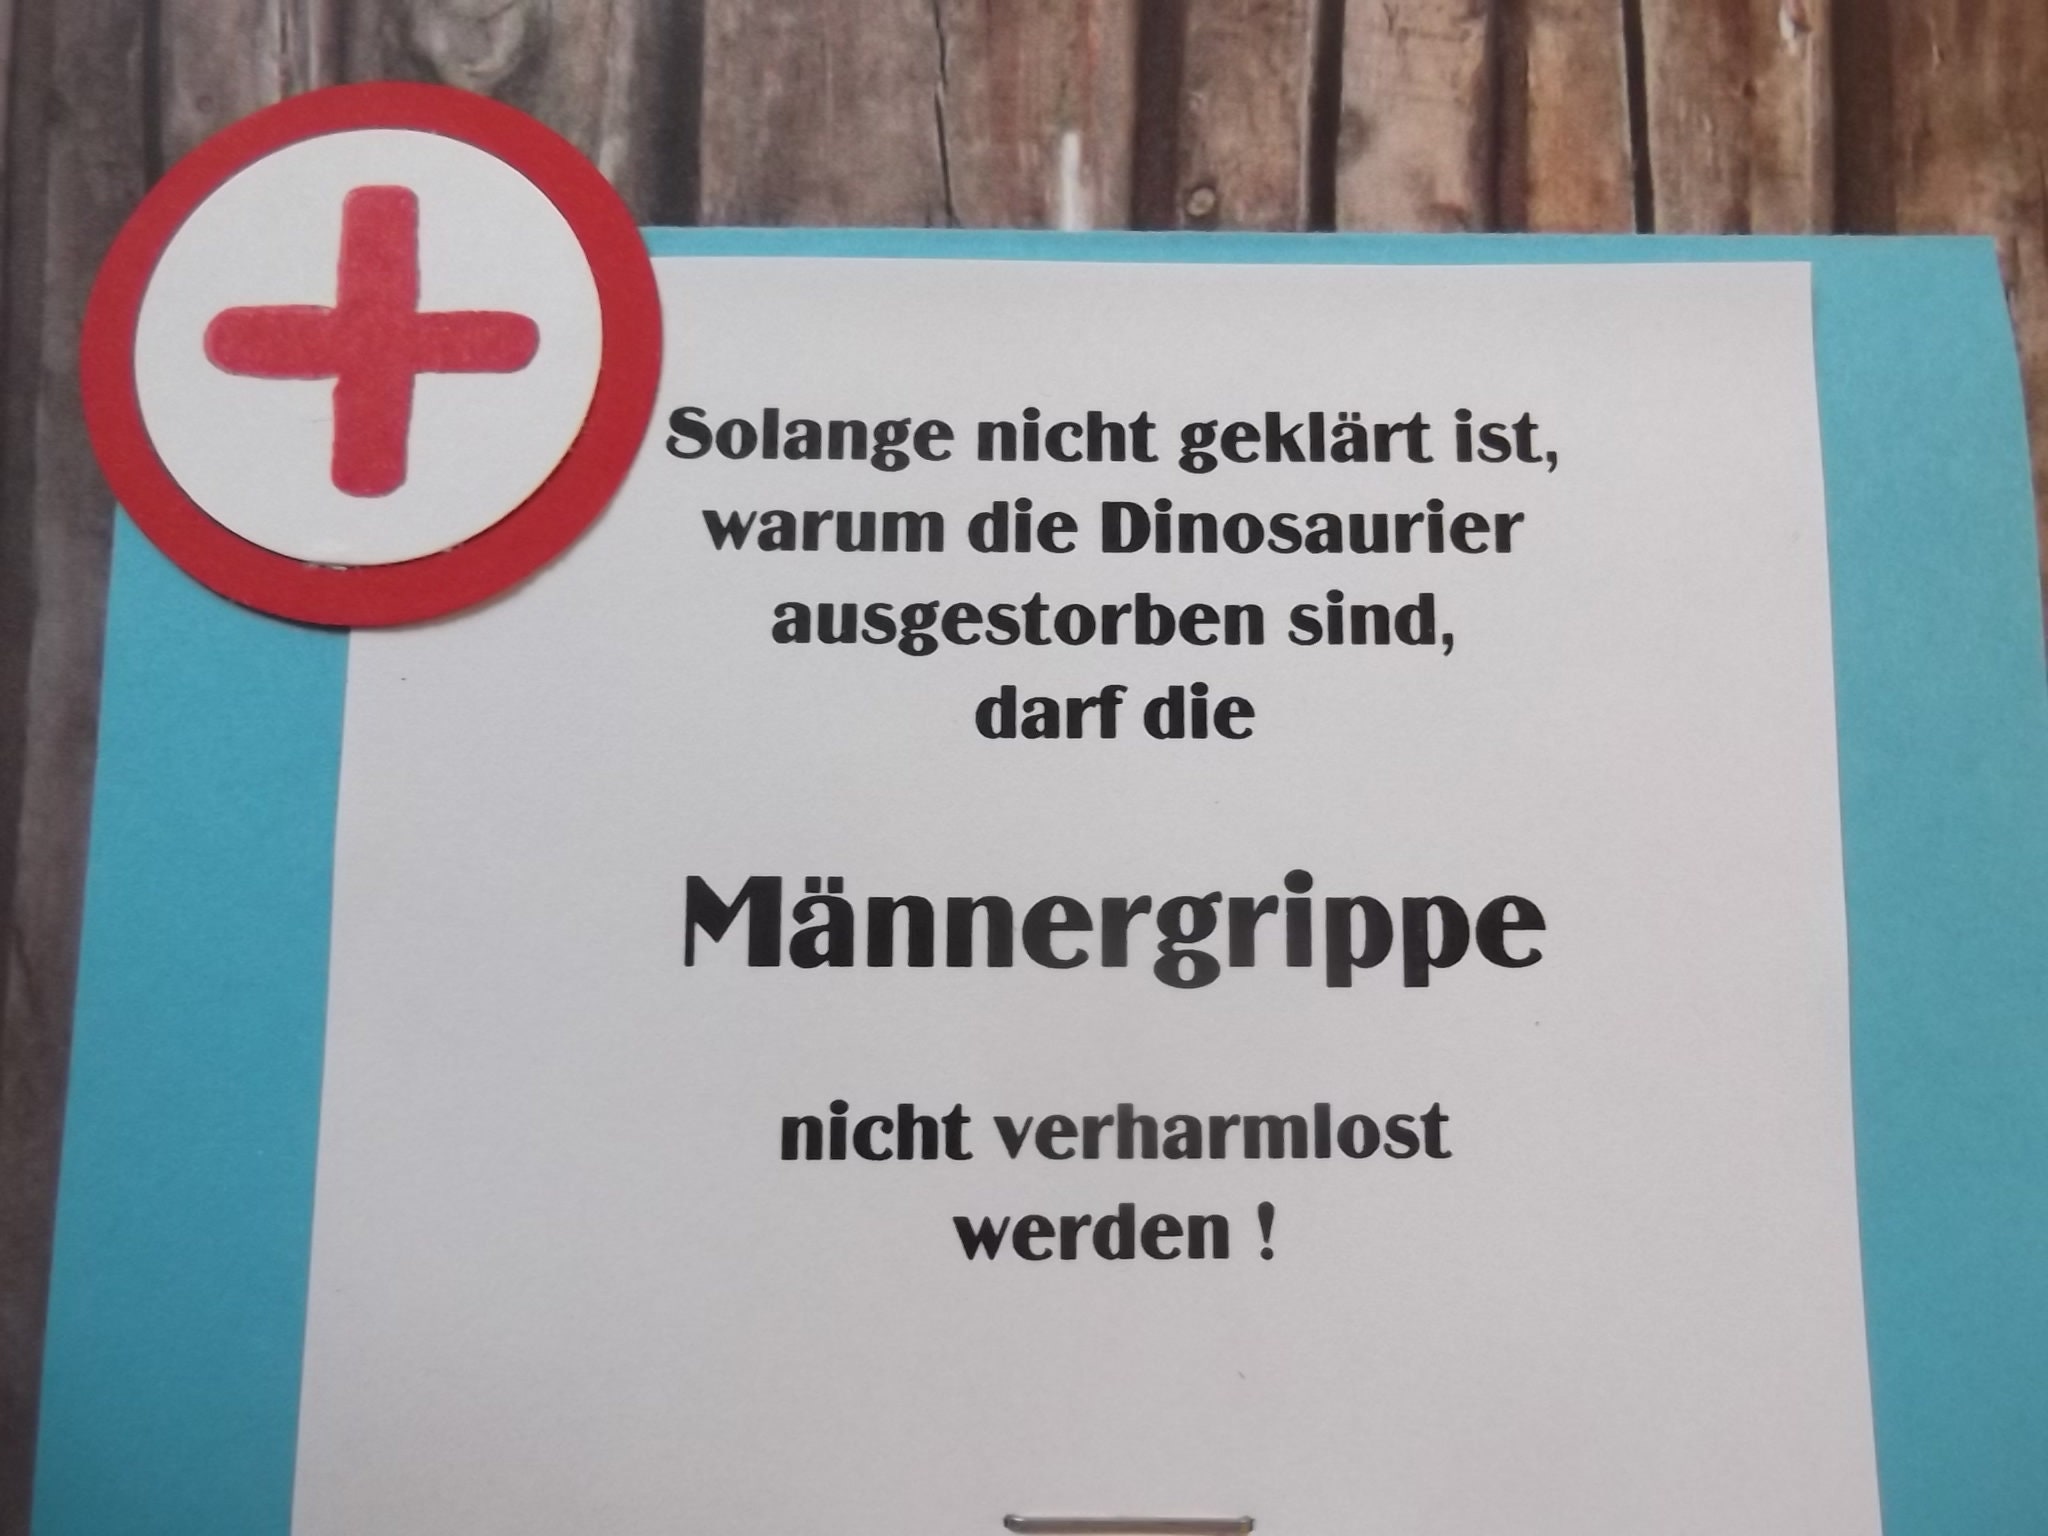 Solange nicht geklärt ist,
warum die Dinosaurier
ausgestorben sind,
darf die
Männergrippe
nicht verharmlost
werden !